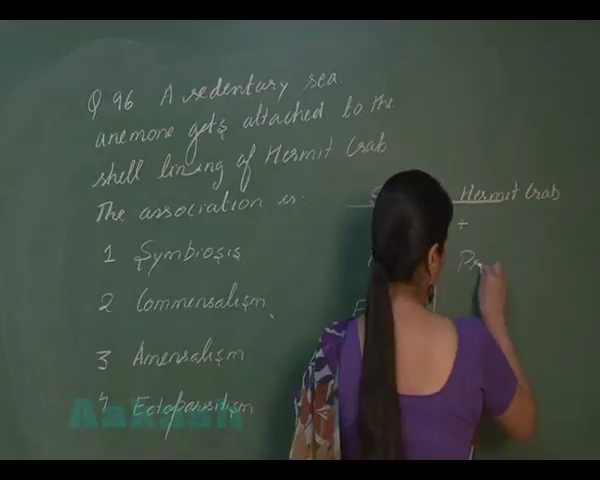 Q 96 A sedentary sea
anemone gets attached to the
shell lining of Hermit Crab
The association is:
1 Symbiosis
2 Commensalism
3 Amensalism
4 Ectoparasitism
Hermit Crab
+
Aakash